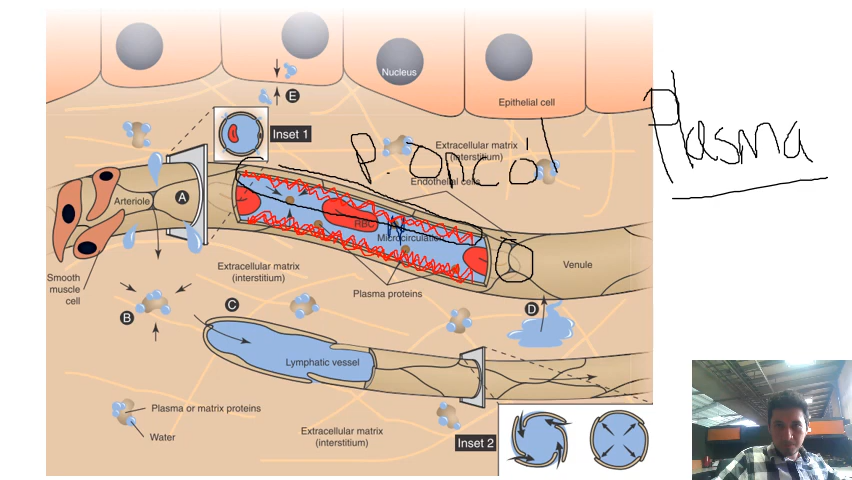 Nucleus
E
Epithelial cell
Inset 1
Extracellular matrix
(interstitium)
Plasma
Endothelial cells
Arteriole
A
RBC
Microcirculation
Extracellular matrix
(interstitium)
Venule
Smooth
muscle
cell
Plasma proteins
B
C
D
Lymphatic vessel
Plasma or matrix proteins
Water
Extracellular matrix
(interstitium)
Inset 2